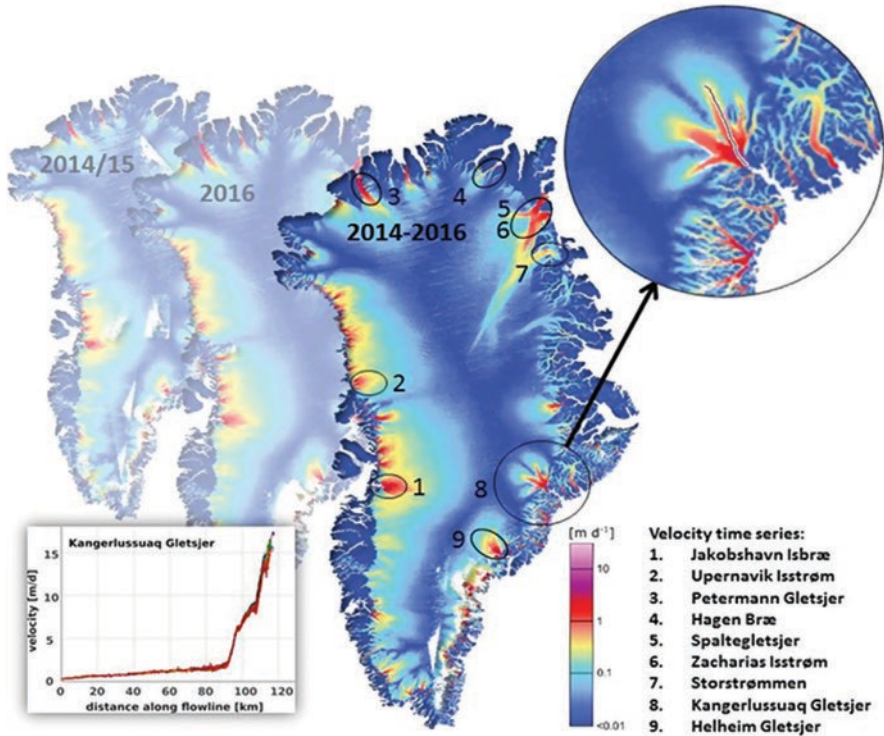 2014/15
2016
2014-2016
3
4
5
6
7
2
1
8
9
Kangerlussuaq Gletsjer
velocity [m/d]
15
10
5
0
0 20 40 60 80 100 120
distance along flowline [km]
[m d⁻¹]
10
1
0.1
<0.01
Velocity time series:
1. Jakobshavn Isbræ
2. Upernavik Isstrøm
3. Petermann Gletsjer
4. Hagen Bræ
5. Spaltegletsjer
6. Zacharias Isstrøm
7. Storstrømmen
8. Kangerlussuaq Gletsjer
9. Helheim Gletsjer